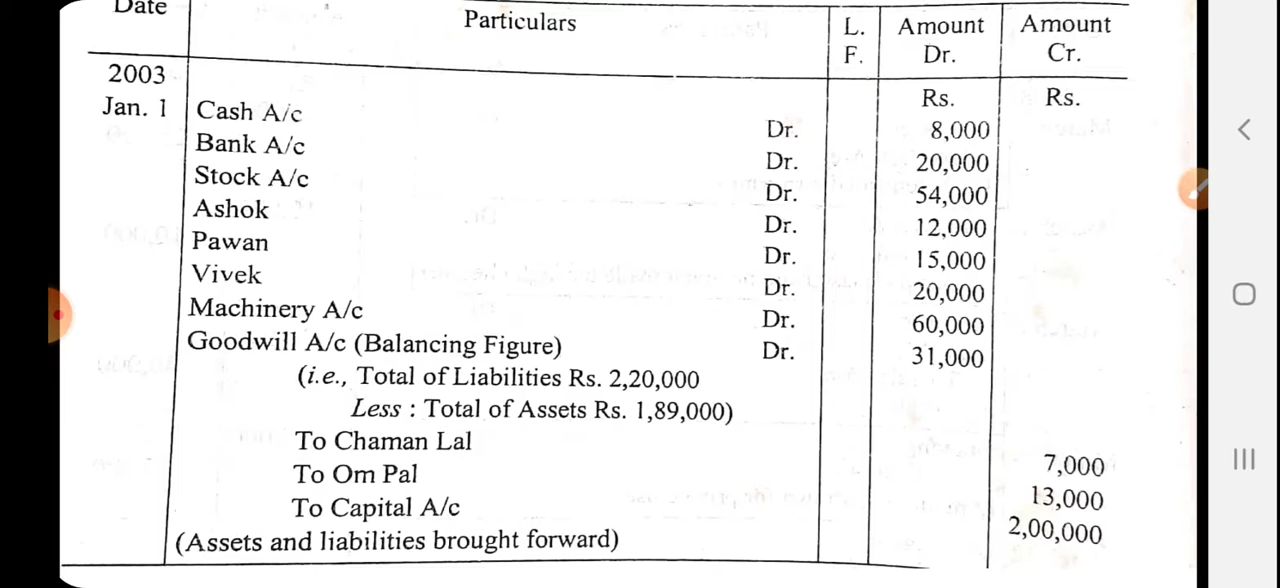 Date Particulars L. F. Amount Dr. Amount Cr.
2003 Rs. Rs.
Jan. 1 Cash A/c Dr. 8,000
Bank A/c Dr. 20,000
Stock A/c Dr. 54,000
Ashok Dr. 12,000
Pawan Dr. 15,000
Vivek Dr. 20,000
Machinery A/c Dr. 60,000
Goodwill A/c (Balancing Figure) Dr. 31,000
(i.e., Total of Liabilities Rs. 2,20,000
Less : Total of Assets Rs. 1,89,000)
To Chaman Lal 7,000
To Om Pal 13,000
To Capital A/c 2,00,000
(Assets and liabilities brought forward)